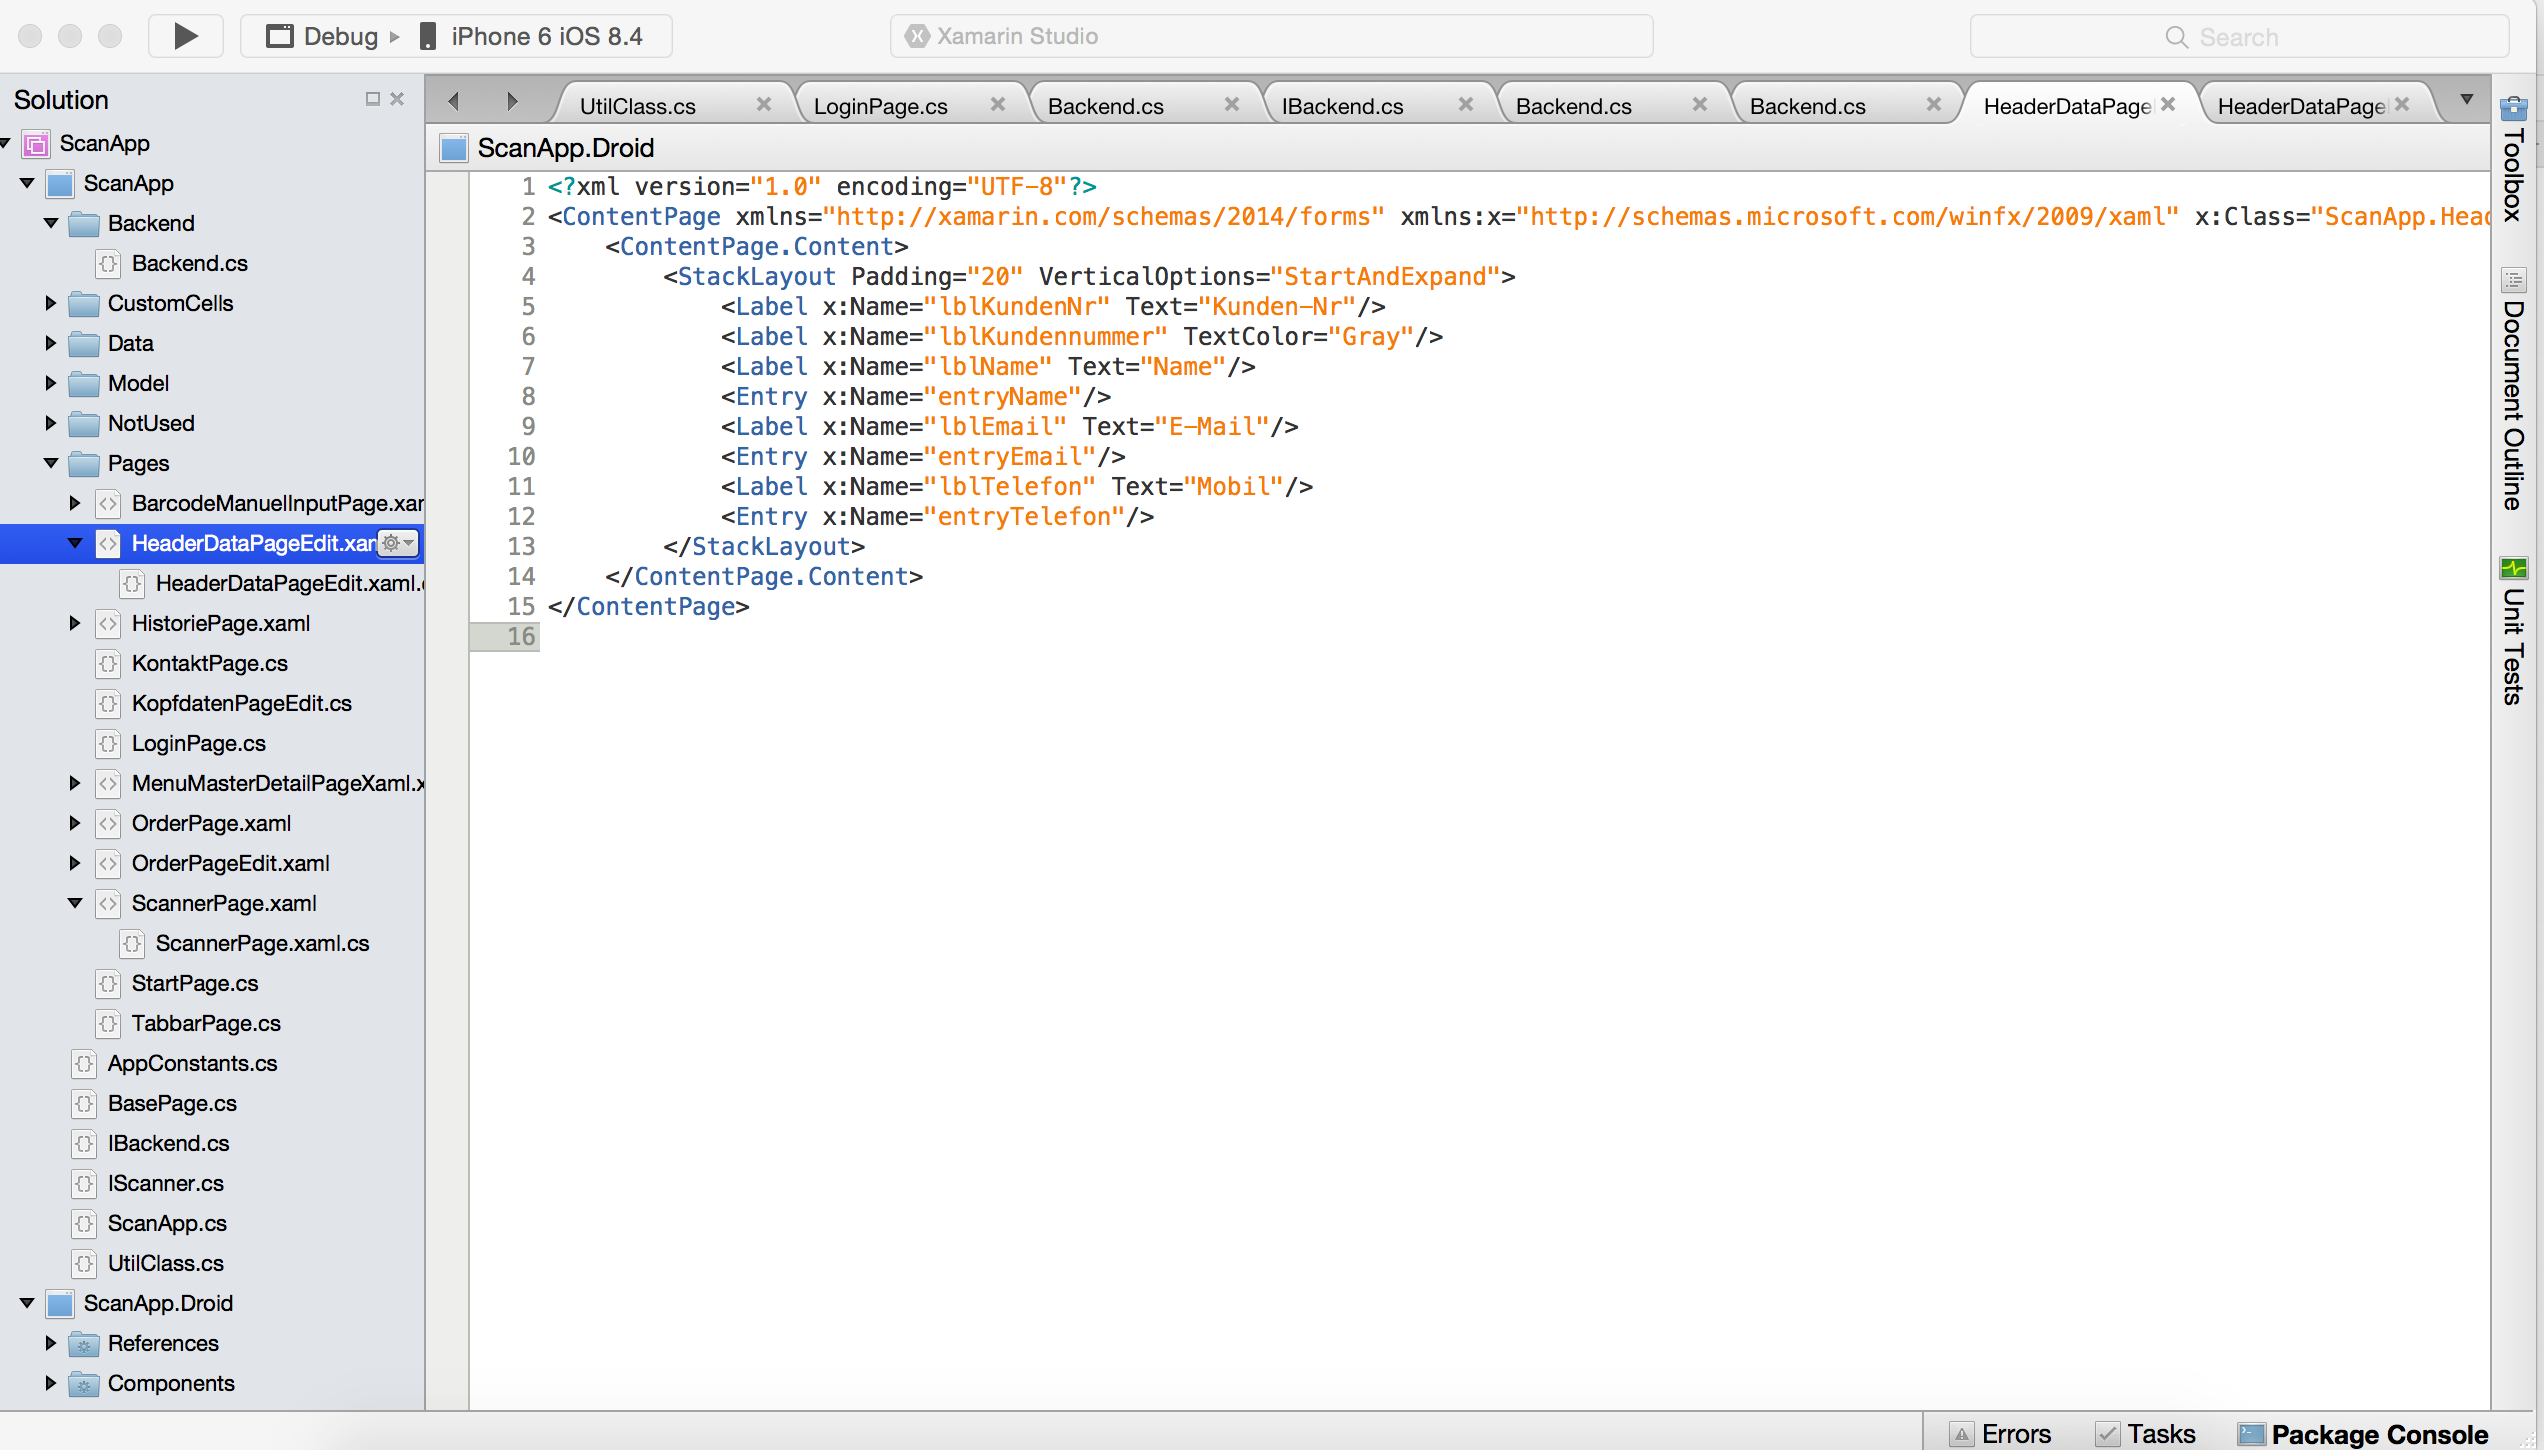 Debug
iPhone 6 iOS 8.4
Xamarin Studio
Search
Solution
ScanApp
ScanApp
Backend
Backend.cs
CustomCells
Data
Model
NotUsed
Pages
BarcodeManuelInputPage.xar
HeaderDataPageEdit.xam
HeaderDataPageEdit.xaml.c
HistoriePage.xaml
KontaktPage.cs
KopfdatenPageEdit.cs
LoginPage.cs
MenuMasterDetailPageXaml.x
OrderPage.xaml
OrderPageEdit.xaml
ScannerPage.xaml
ScannerPage.xaml.cs
StartPage.cs
TabbarPage.cs
AppConstants.cs
BasePage.cs
IBackend.cs
IScanner.cs
ScanApp.cs
UtilClass.cs
ScanApp.Droid
References
Components
UtilClass.cs
LoginPage.cs
Backend.cs
IBackend.cs
Backend.cs
Backend.cs
HeaderDataPage
HeaderDataPage
ScanApp.Droid
1 <?xml version="1.0" encoding="UTF-8"?>
2 <ContentPage xmlns="http://xamarin.com/schemas/2014/forms" xmlns:x="http://schemas.microsoft.com/winfx/2009/xaml" x:Class="ScanApp.Head
3 <ContentPage.Content>
4 <StackLayout Padding="20" VerticalOptions="StartAndExpand">
5 <Label x:Name="lblKundenNr" Text="Kunden-Nr"/>
6 <Label x:Name="lblKundennummer" TextColor="Gray"/>
7 <Label x:Name="lblName" Text="Name"/>
8 <Entry x:Name="entryName"/>
9 <Label x:Name="lblEmail" Text="E-Mail"/>
10 <Entry x:Name="entryEmail"/>
11 <Label x:Name="lblTelefon" Text="Mobil"/>
12 <Entry x:Name="entryTelefon"/>
13 </StackLayout>
14 </ContentPage.Content>
15 </ContentPage>
16
Toolbox
Document Outline
Unit Tests
Errors
Tasks
Package Console